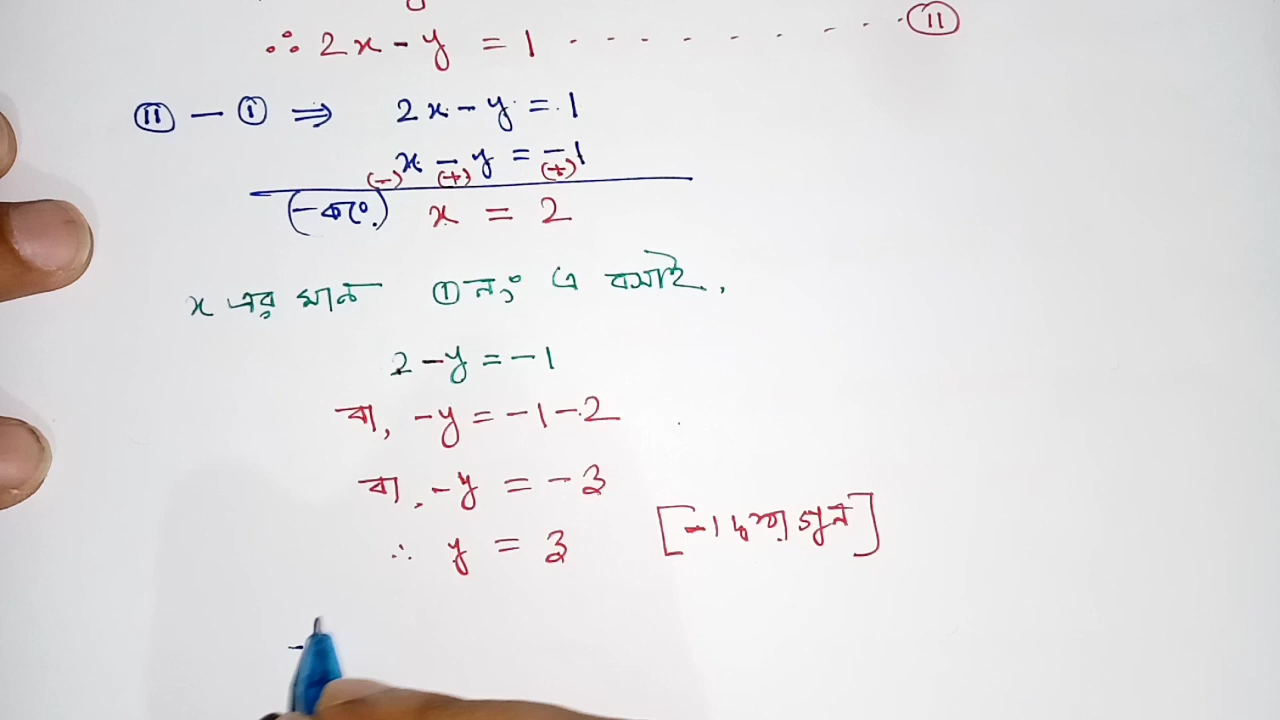 ∴ 2x - y = 1 . . . . . . . . . (II)
(II) — (I) ⇒ 2x - y = 1
x - y = -1
(-) (+) (+)
(-করে) x = 2
x এর মান (I) নং এ বসাই,
2 - y = -1
বা, -y = -1-2
বা, -y = -3
∴ y = 3 [-1 দ্বারা গুন]